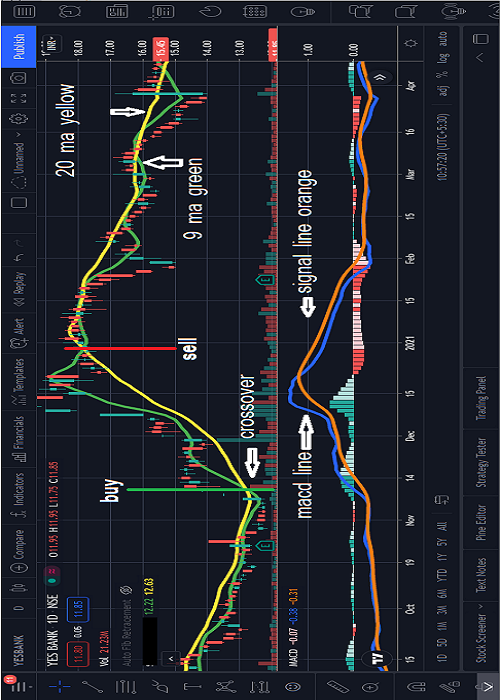 YESBANK
D
Compare
Indicators
Financials
Templates
Alert
Replay
Unnamed
Publish
YES BANK · 1D · NSE
O11.95 H11.95 L11.75 C11.85
11.80
0.05
11.85
Vol 21.23M
Auto Fib Retracement
12.22 12.63
INR
18.00
17.00
16.00
15.45
15.00
14.00
13.00
20 ma yellow
9 ma green
buy
sell
crossover
E
E
MACD -0.07 -0.38 -0.31
macd line
signal line orange
1.00
0.00
15
Oct
19
Nov
14
Dec
15
2021
15
Feb
15
Mar
16
Apr
1D 5D 1M 3M 6M YTD 1Y 5Y All
10:57:20 (UTC+5:30)
adj % log auto
Stock Screener
Text Notes
Pine Editor
Strategy Tester
Trading Panel
11